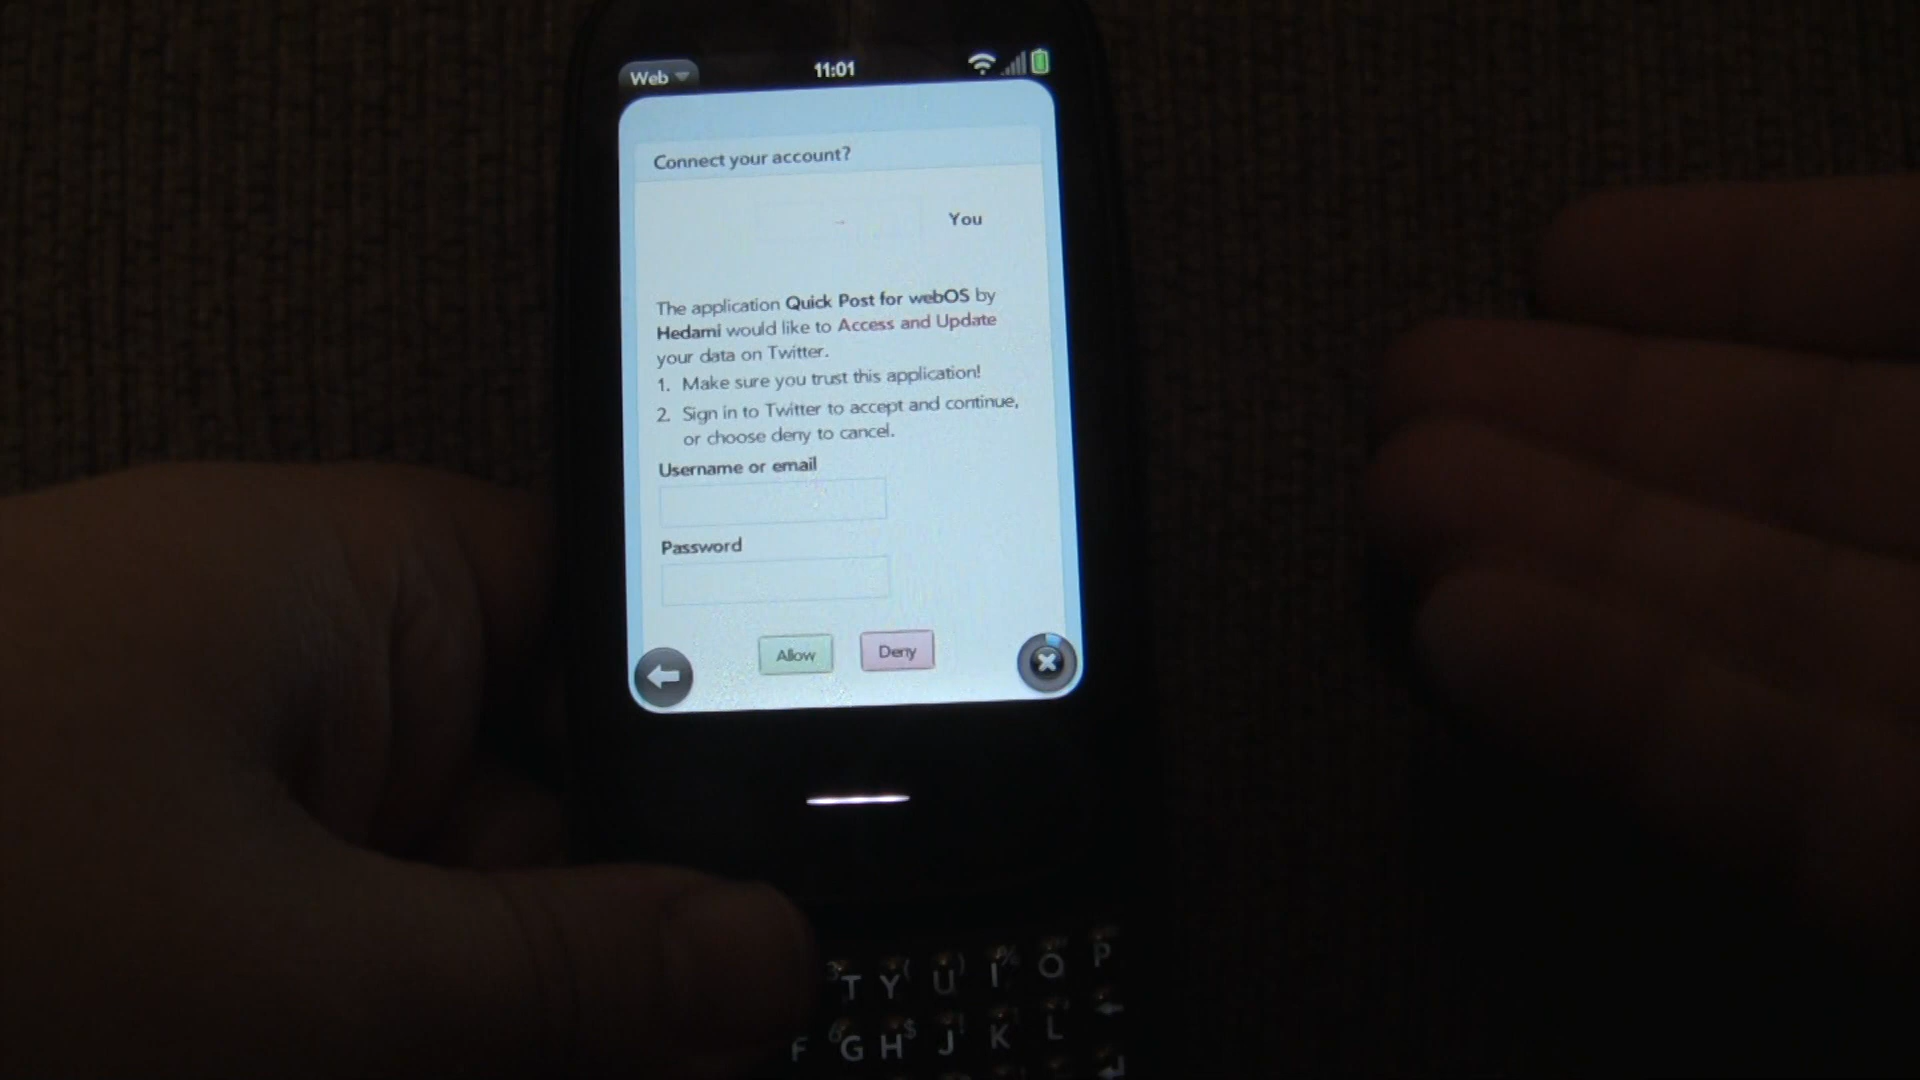 Web 11:01
Connect your account?
You
The application Quick Post for webOS by
Hedami would like to Access and Update
your data on Twitter.
1. Make sure you trust this application!
2. Sign in to Twitter to accept and continue,
or choose deny to cancel.
Username or email
Password
Allow Deny
T Y ( U ) I % O P
F G H $ J ! K L